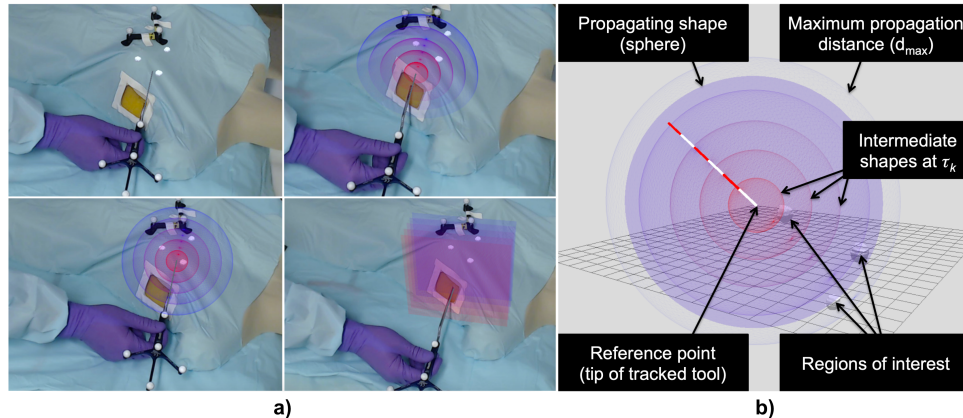 Propagating shape
(sphere)
Maximum propagation
distance (dmax)
Intermediate
shapes at τk
Reference point
(tip of tracked tool)
Regions of interest
a)
b)